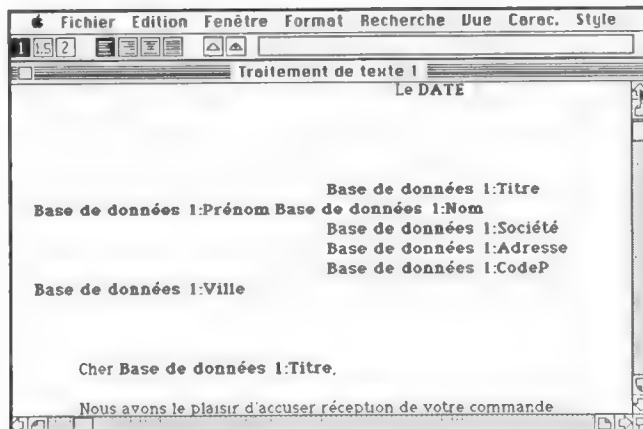 Fichier Edition Fenêtre Format Recherche Vue Carac. Style
1 1.5 2
Traitement de texte 1
Le DATE
Base de données 1:Titre
Base de données 1:Prénom Base de données 1:Nom
Base de données 1:Société
Base de données 1:Adresse
Base de données 1:CodeP
Base de données 1:Ville
Cher Base de données 1:Titre,
Nous avons le plaisir d'accuser réception de votre commande